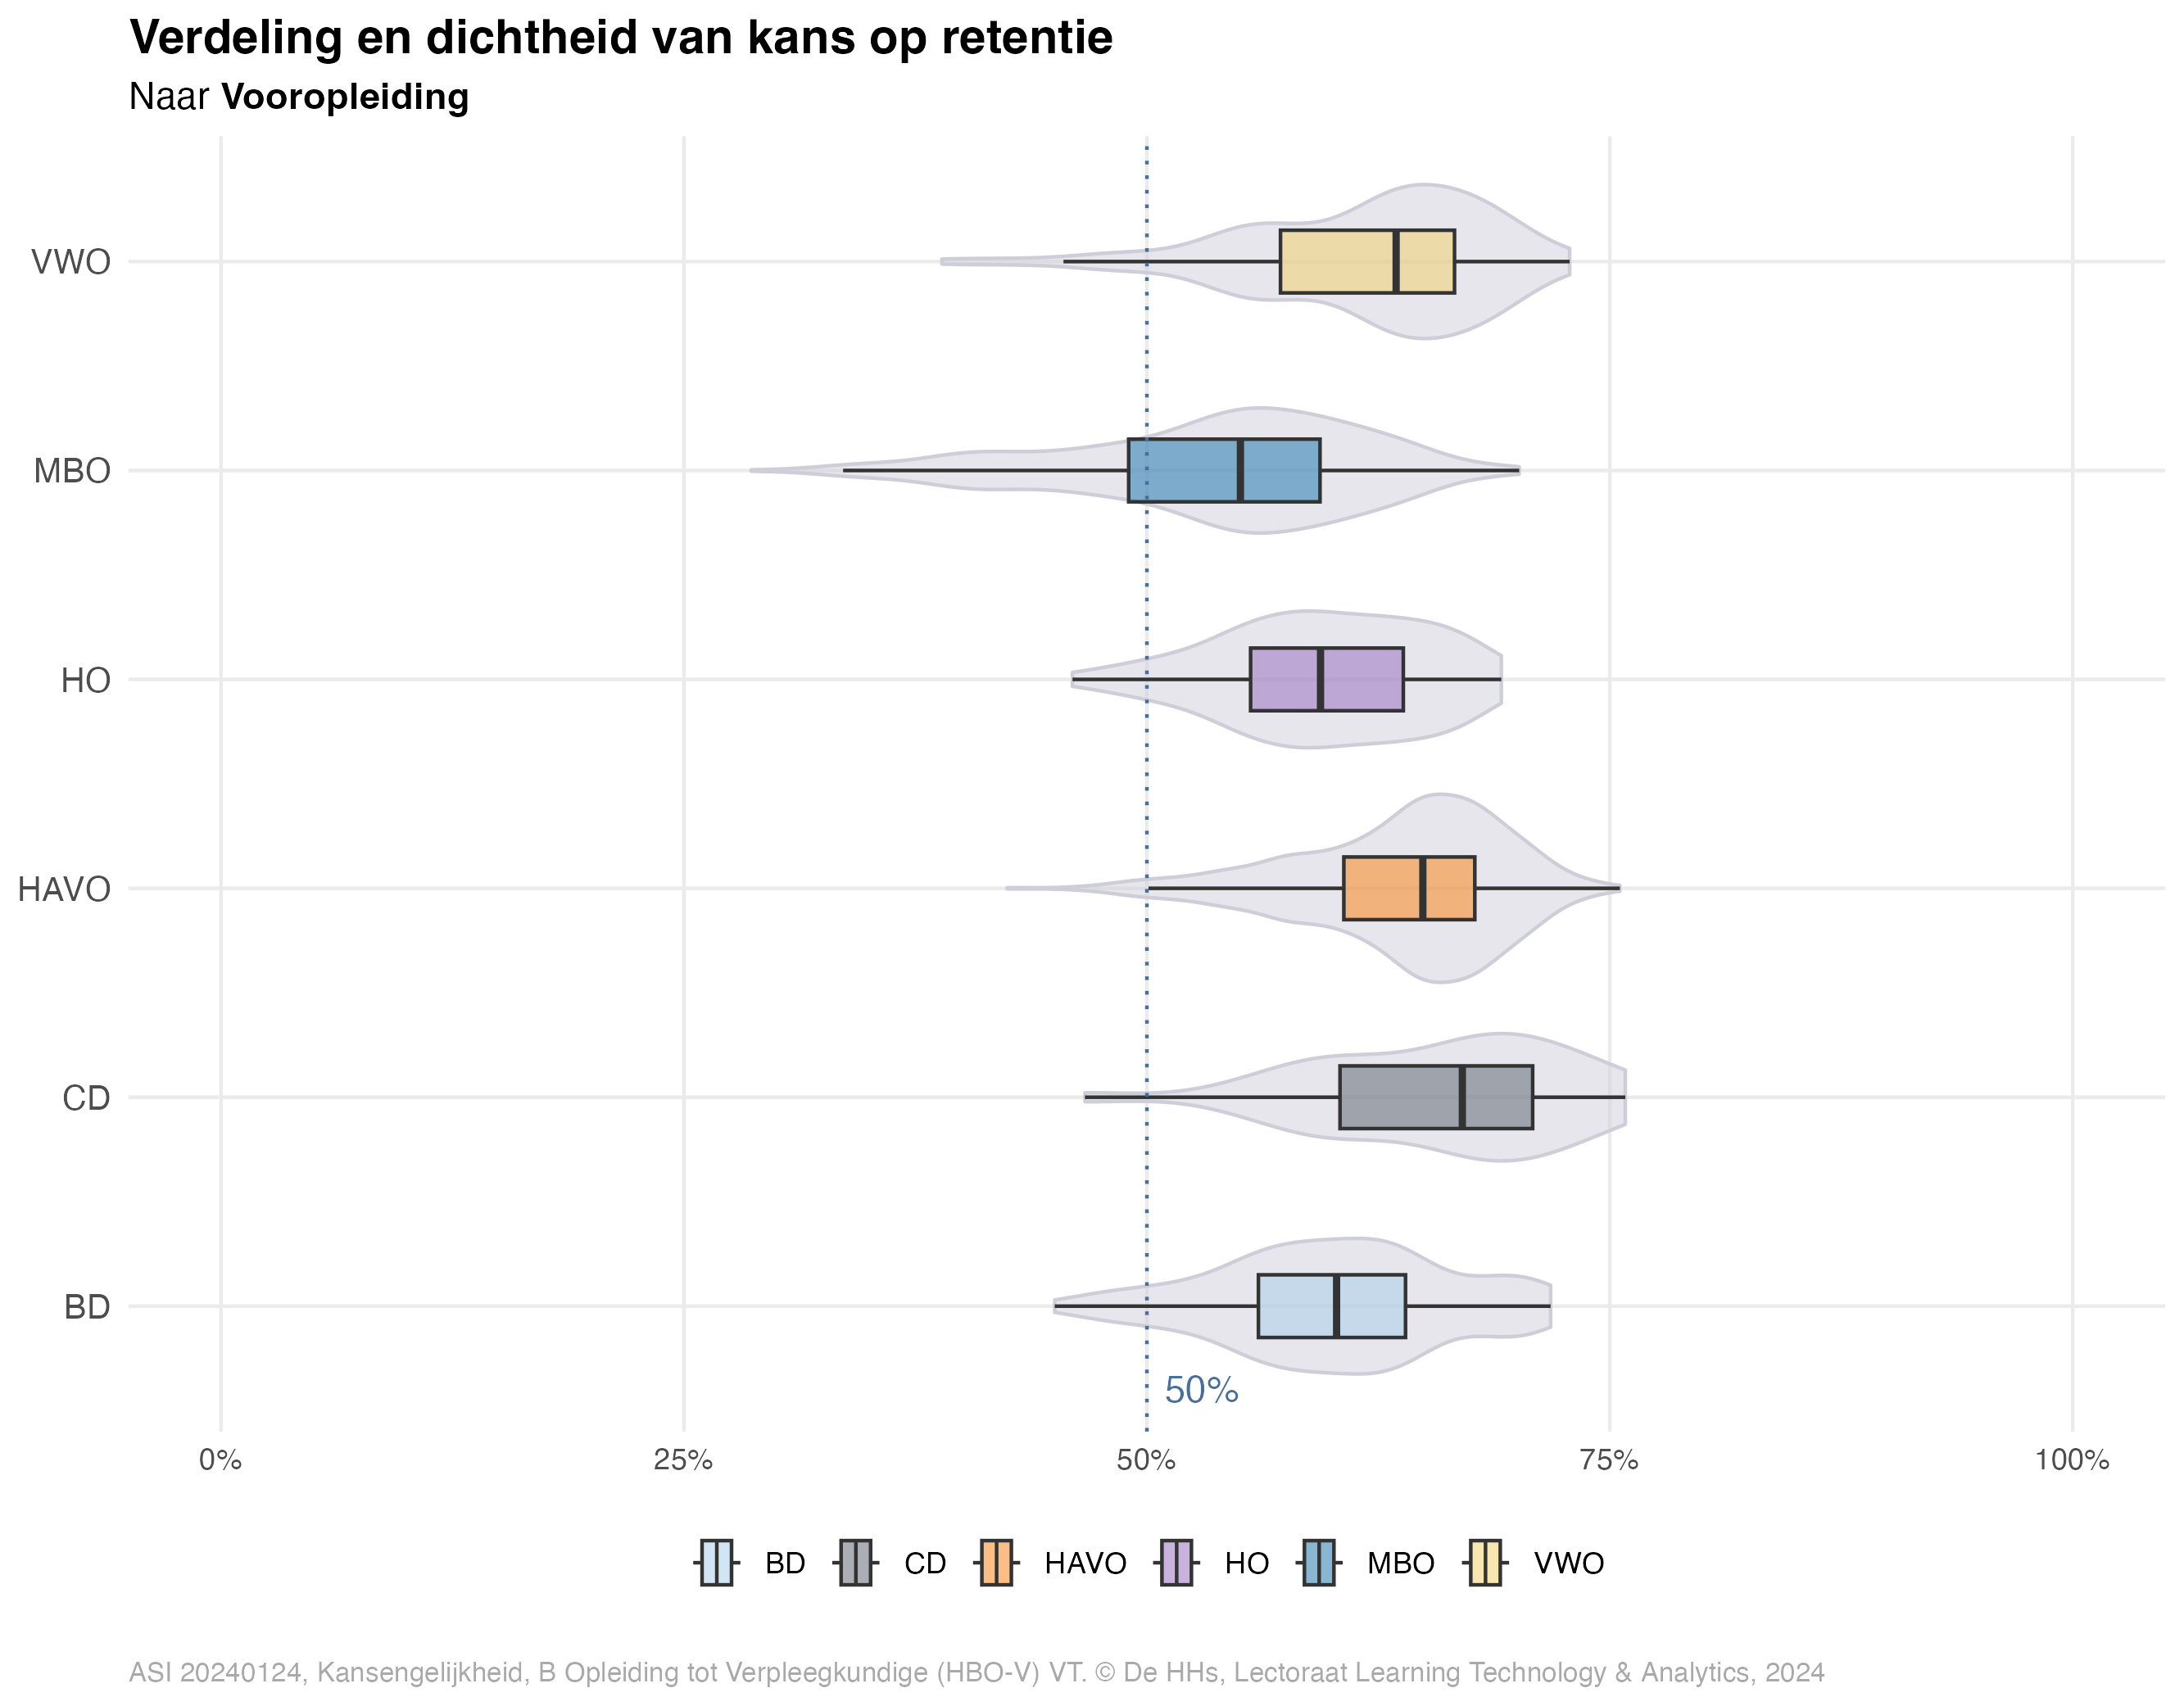 Verdeling en dichtheid van kans op retentie
Naar Vooropleiding
VWO
MBO
HO
HAVO
CD
BD
50%
0% 25% 50% 75% 100%
BD CD HAVO HO MBO VWO
ASI 20240124, Kansengelijkheid, B Opleiding tot Verpleegkundige (HBO-V) VT. © De HHs, Lectoraat Learning Technology & Analytics, 2024